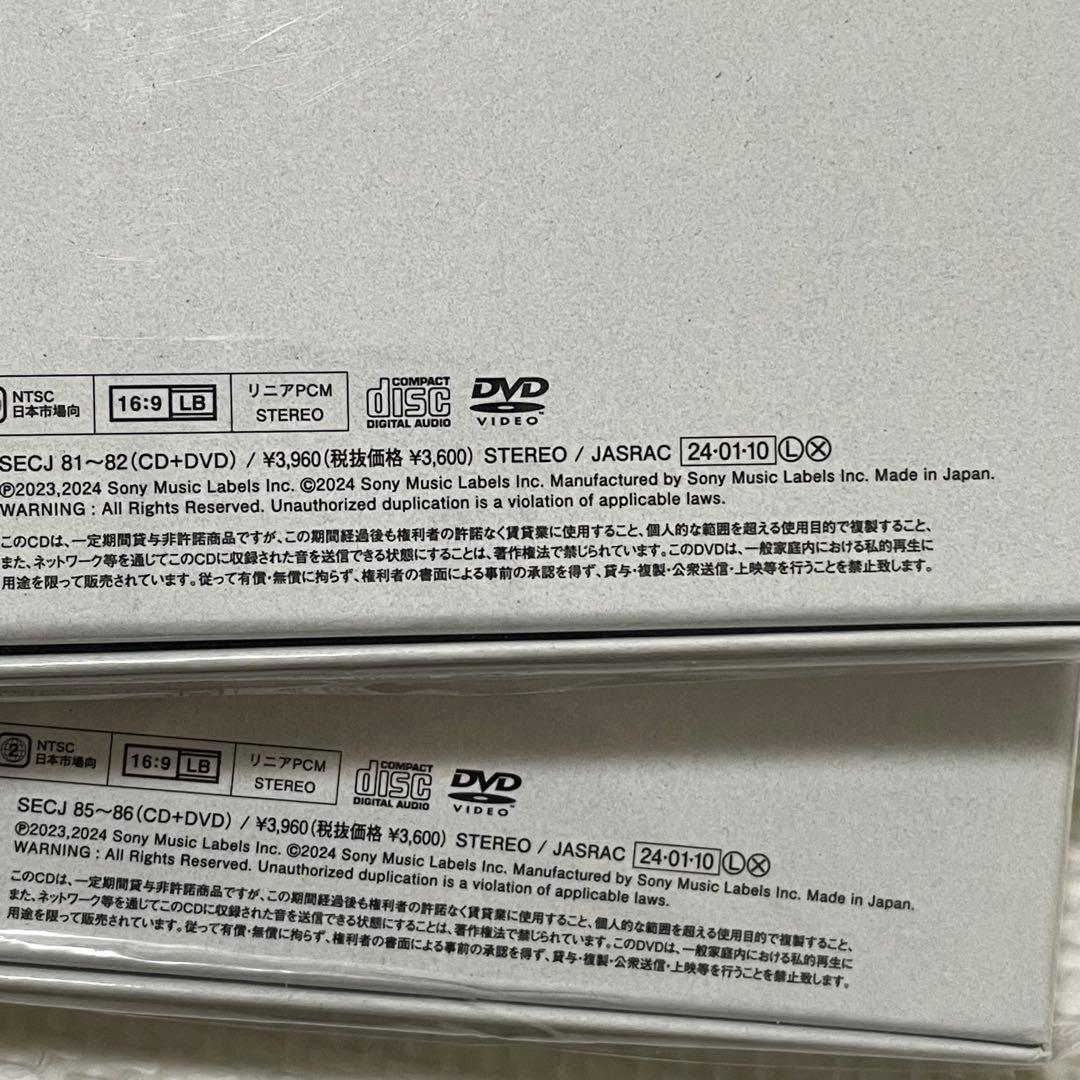 NTSC
日本市場向
16:9 LB
リニアPCM
STEREO
COMPACT
disc
DIGITAL AUDIO
DVD
VIDEO
SECJ 81〜82(CD+DVD) / ¥3,960(税抜価格 ¥3,600) STEREO / JASRAC 24・01・10 Ⓛ Ⓧ
℗2023,2024 Sony Music Labels Inc. ©2024 Sony Music Labels Inc. Manufactured by Sony Music Labels Inc. Made in Japan.
WARNING : All Rights Reserved. Unauthorized duplication is a violation of applicable laws.
このCDは、一定期間貸与非許諾商品ですが、この期間経過後も権利者の許諾なく賃貸業に使用すること、個人的な範囲を超える使用目的で複製すること、
また、ネットワーク等を通じてこのCDに収録された音を送信できる状態にすることは、著作権法で禁じられています。このDVDは、一般家庭内における私的再生に
用途を限って販売されています。従って有償・無償に拘らず、権利者の書面による事前の承認を得ず、貸与・複製・公衆送信・上映等を行うことを禁止致します。
2
NTSC
日本市場向
16:9 LB
リニアPCM
STEREO
COMPACT
disc
DIGITAL AUDIO
DVD
VIDEO
SECJ 85〜86(CD+DVD) / ¥3,960(税抜価格 ¥3,600) STEREO / JASRAC 24・01・10 Ⓛ Ⓧ
℗2023,2024 Sony Music Labels Inc. ©2024 Sony Music Labels Inc. Manufactured by Sony Music Labels Inc. Made in Japan.
WARNING : All Rights Reserved. Unauthorized duplication is a violation of applicable laws.
このCDは、一定期間貸与非許諾商品ですが、この期間経過後も権利者の許諾なく賃貸業に使用すること、個人的な範囲を超える使用目的で複製すること、
また、ネットワーク等を通じてこのCDに収録された音を送信できる状態にすることは、著作権法で禁じられています。このDVDは、一般家庭内における私的再生に
用途を限って販売されています。従って有償・無償に拘らず、権利者の書面による事前の承認を得ず、貸与・複製・公衆送信・上映等を行うことを禁止致します。